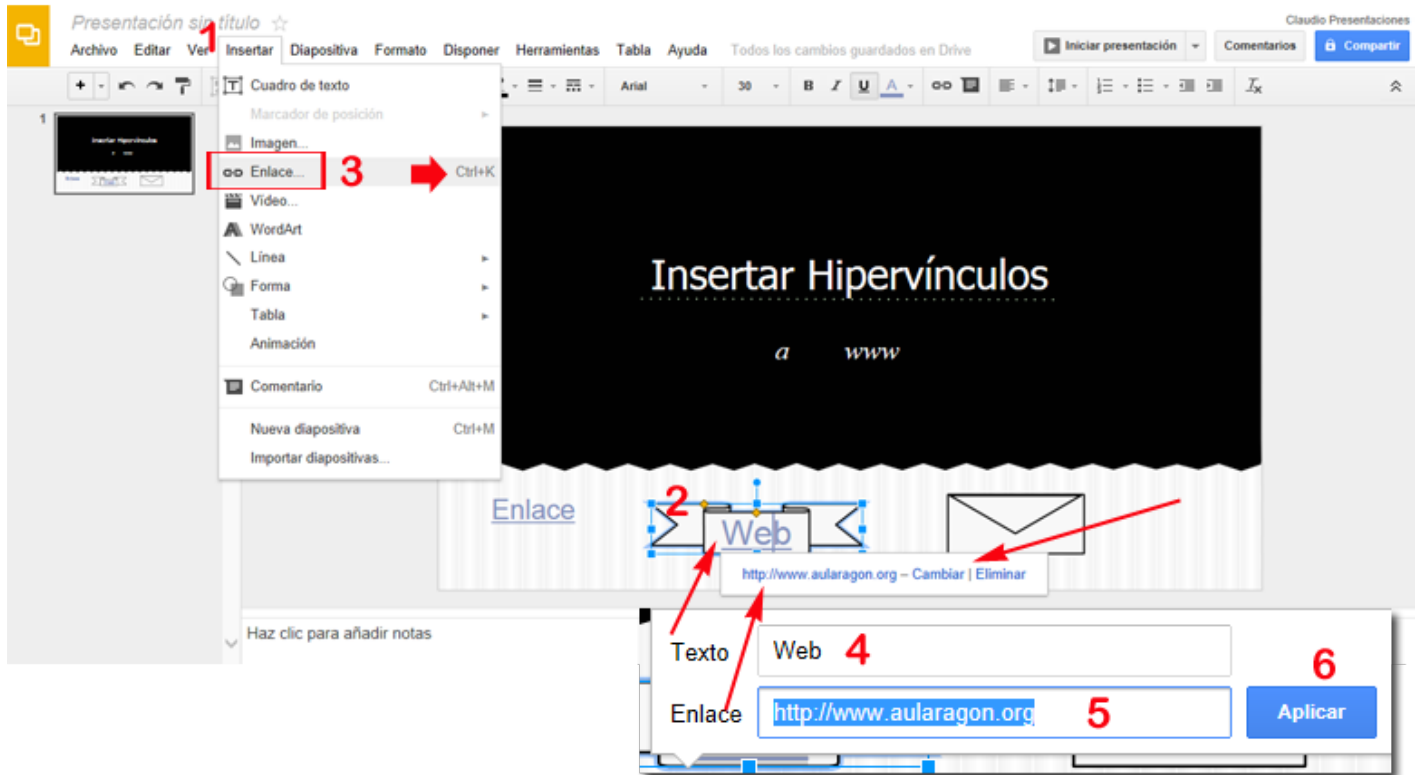 Presentación sin título
Claudio Presentaciones
1
Archivo Editar Ver Insertar Diapositiva Formato Disponer Herramientas Tabla Ayuda Todos los cambios guardados en Drive
Iniciar presentación
Comentarios
Compartir
Arial 30 B I U A
Cuadro de texto
Marcador de posición
Imagen...
Enlace... 3 Ctrl+K
Vídeo...
WordArt
Línea
Forma
Tabla
Animación
Comentario Ctrl+Alt+M
Nueva diapositiva Ctrl+M
Importar diapositivas...
1
Insertar Hipervínculos
a www
Insertar Hipervínculos
a www
Enlace
2
Web
http://www.aularagon.org – Cambiar | Eliminar
Haz clic para añadir notas
Texto Web 4
Enlace http://www.aularagon.org 5
6
Aplicar